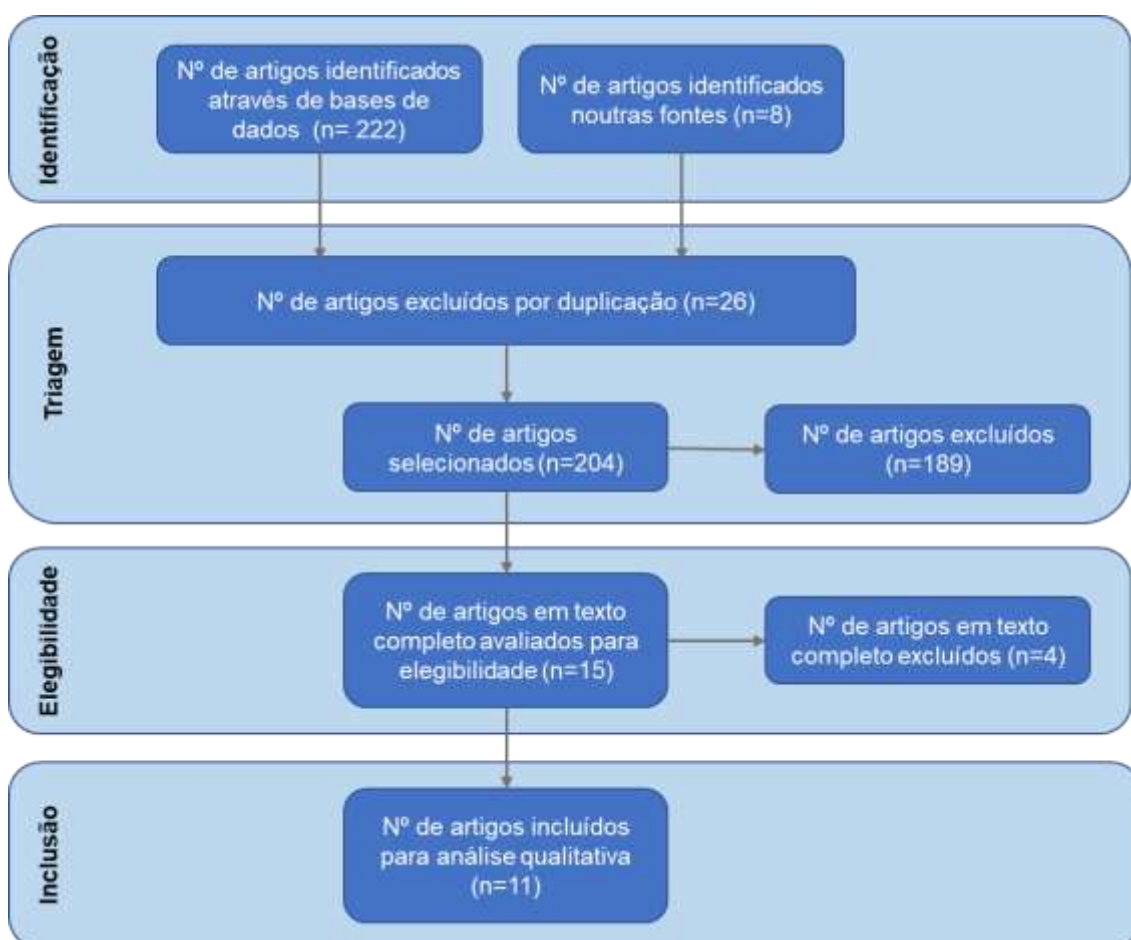 Identificação
Nº de artigos identificados
através de bases de
dados (n= 222)
Nº de artigos identificados
noutras fontes (n=8)
Triagem
Nº de artigos excluídos por duplicação (n=26)
Nº de artigos
selecionados (n=204)
Nº de artigos excluídos
(n=189)
Elegibilidade
Nº de artigos em texto
completo avaliados para
elegibilidade (n=15)
Nº de artigos em texto
completo excluídos (n=4)
Inclusão
Nº de artigos incluídos
para análise qualitativa
(n=11)